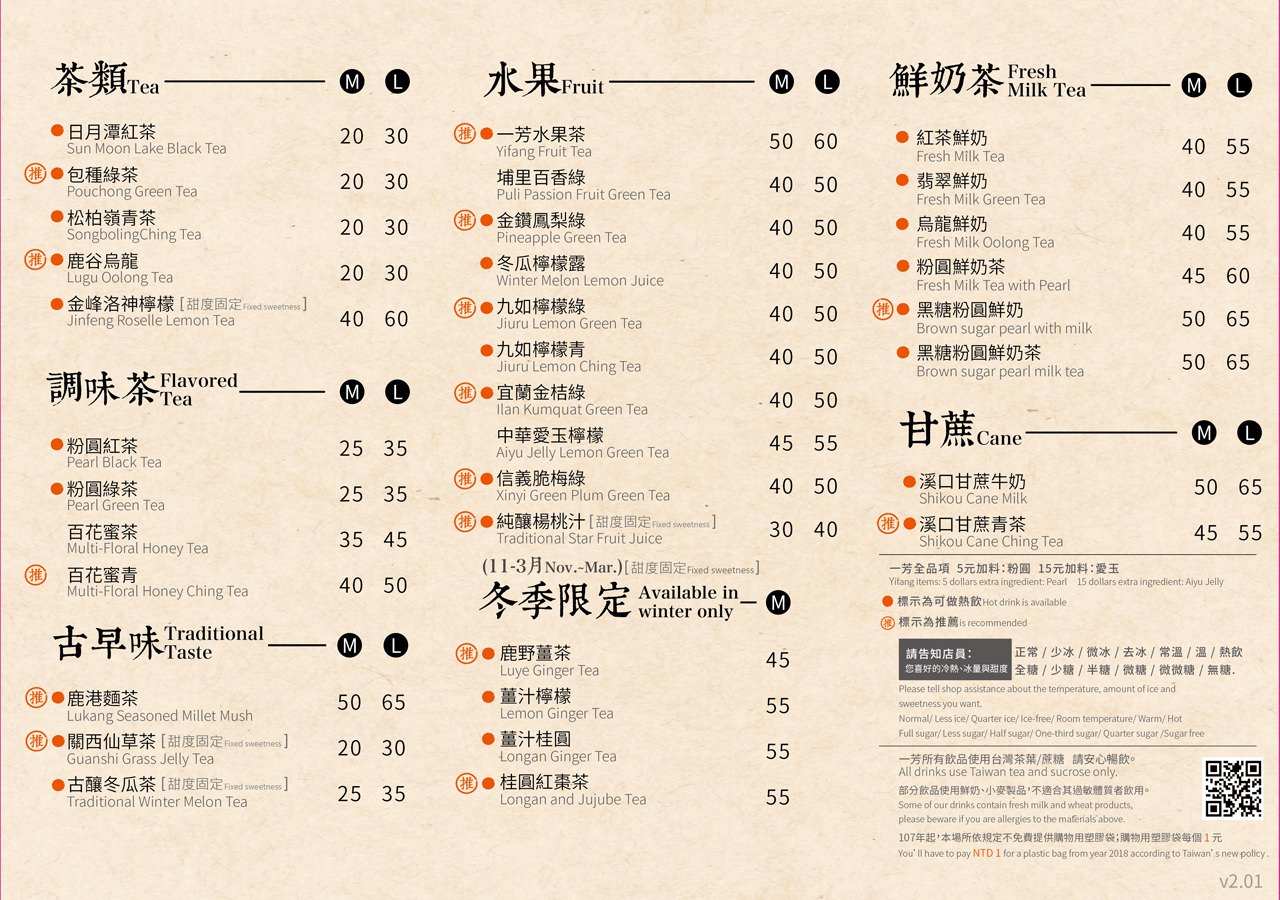 茶類Tea M L
日月潭紅茶 20 30
Sun Moon Lake Black Tea
推 包種綠茶 20 30
Pouchong Green Tea
松柏嶺青茶 20 30
SongbolingChing Tea
推 鹿谷烏龍 20 30
Lugu Oolong Tea
金峰洛神檸檬 [甜度固定Fixed sweetness] 40 60
Jinfeng Roselle Lemon Tea
調味茶Flavored Tea M L
粉圓紅茶 25 35
Pearl Black Tea
粉圓綠茶 25 35
Pearl Green Tea
百花蜜茶 35 45
Multi-Floral Honey Tea
推 百花蜜青 40 50
Multi-Floral Honey Ching Tea
古早味Traditional Taste M L
推 鹿港麵茶 50 65
Lukang Seasoned Millet Mush
推 關西仙草茶 [甜度固定Fixed sweetness] 20 30
Guanshi Grass Jelly Tea
古釀冬瓜茶 [甜度固定Fixed sweetness] 25 35
Traditional Winter Melon Tea
水果Fruit M L
推 一芳水果茶 50 60
Yifang Fruit Tea
埔里百香綠 40 50
Puli Passion Fruit Green Tea
推 金鑽鳳梨綠 40 50
Pineapple Green Tea
冬瓜檸檬露 40 50
Winter Melon Lemon Juice
推 九如檸檬綠 40 50
Jiuru Lemon Green Tea
九如檸檬青 40 50
Jiuru Lemon Ching Tea
推 宜蘭金桔綠 40 50
Ilan Kumquat Green Tea
中華愛玉檸檬 45 55
Aiyu Jelly Lemon Green Tea
推 信義脆梅綠 40 50
Xinyi Green Plum Green Tea
推 純釀楊桃汁 [甜度固定Fixed sweetness] 30 40
Traditional Star Fruit Juice
(11-3月Nov.~Mar.)[甜度固定Fixed sweetness]
冬季限定 Available in winter only M
推 鹿野薑茶 45
Luye Ginger Tea
薑汁檸檬 55
Lemon Ginger Tea
薑汁桂圓 55
Longan Ginger Tea
推 桂圓紅棗茶 55
Longan and Jujube Tea
鮮奶茶Fresh Milk Tea M L
紅茶鮮奶 40 55
Fresh Milk Tea
翡翠鮮奶 40 55
Fresh Milk Green Tea
烏龍鮮奶 40 55
Fresh Milk Oolong Tea
粉圓鮮奶茶 45 60
Fresh Milk Tea with Pearl
推 黑糖粉圓鮮奶 50 65
Brown sugar pearl with milk
黑糖粉圓鮮奶茶 50 65
Brown sugar pearl milk tea
甘蔗Cane M L
溪口甘蔗牛奶 50 65
Shikou Cane Milk
推 溪口甘蔗青茶 45 55
Shikou Cane Ching Tea
一芳全品項 5元加料：粉圓 15元加料：愛玉
Yifang items: 5 dollars extra ingredient: Pearl 15 dollars extra ingredient: Aiyu Jelly
標示為可做熱飲Hot drink is available
推 標示為推薦is recommended
請告知店員： 正常 / 少冰 / 微冰 / 去冰 / 常溫 / 溫 / 熱飲
您喜好的冷熱、冰量與甜度 全糖 / 少糖 / 半糖 / 微糖 / 微微糖 / 無糖.
Please tell shop assistance about the temperature, amount of ice and
sweetness you want.
Normal/ Less ice/ Quarter ice/ Ice-free/ Room temperature/ Warm/ Hot
Full sugar/ Less sugar/ Half sugar/ One-third sugar/ Quarter sugar /Sugar free
一芳所有飲品使用台灣茶葉/蔗糖 請安心暢飲。
All drinks use Taiwan tea and sucrose only.
部分飲品使用鮮奶、小麥製品，不適合其過敏體質者飲用。
Some of our drinks contain fresh milk and wheat products,
please beware if you are allergies to the materials above.
107年起，本場所依規定不免費提供購物用塑膠袋；購物用塑膠袋每個1元
You'll have to pay NTD 1 for a plastic bag from year 2018 according to Taiwan's new policy.
v2.01